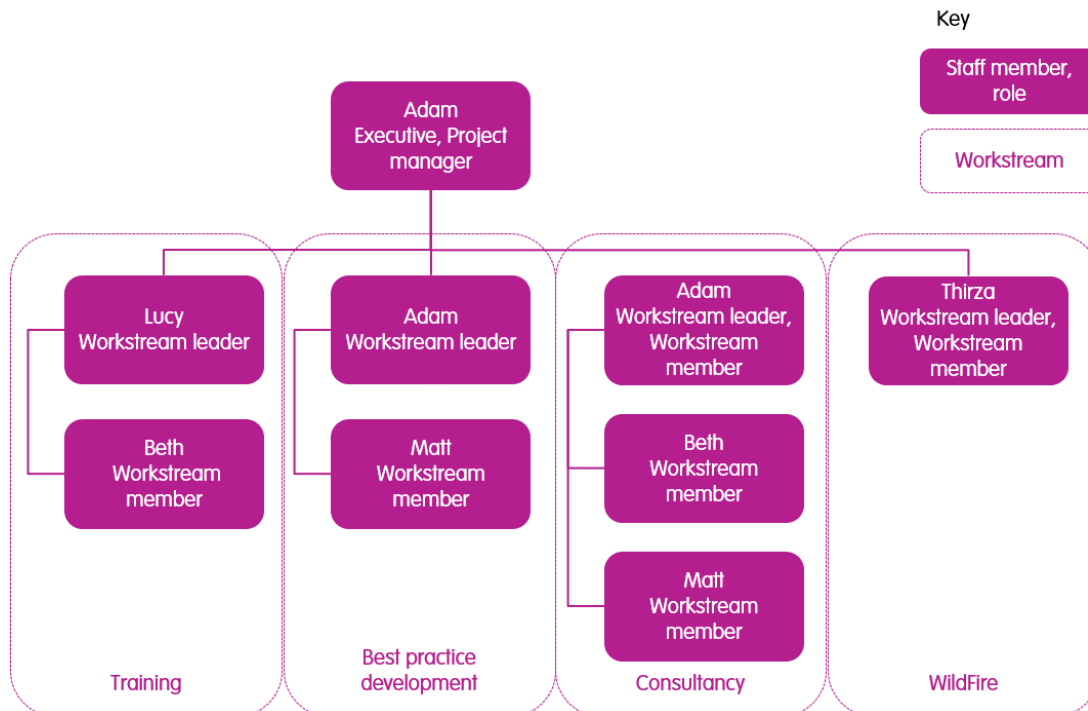 Key
Staff member,
role
Workstream
Adam
Executive, Project
manager
Lucy
Workstream leader
Beth
Workstream
member
Training
Adam
Workstream leader
Matt
Workstream
member
Best practice
development
Adam
Workstream leader,
Workstream
member
Beth
Workstream
member
Matt
Workstream
member
Consultancy
Thirza
Workstream leader,
Workstream
member
WildFire